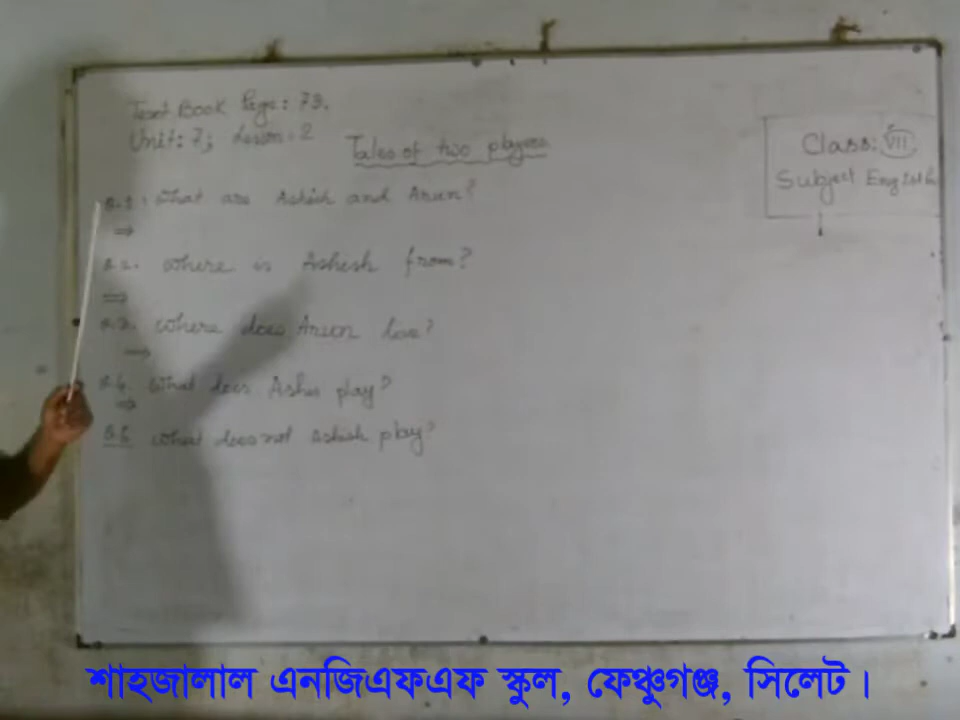 Text Book Page: 73.
Unit: 7; Lesson: 2
Tales of two players
Class: VII
Subject English
Q.1: What are Ashish and Arun?
⇒
Q.2. Where is Ashesh from?
⇒
Q.3. Where does Arun live?
⇒
Q.4. What does Ashis play?
⇒
Q.5 What does not Ashish play?
শাহজালাল এনজিএফএফ স্কুল, ফেঞ্চুগঞ্জ, সিলেট।